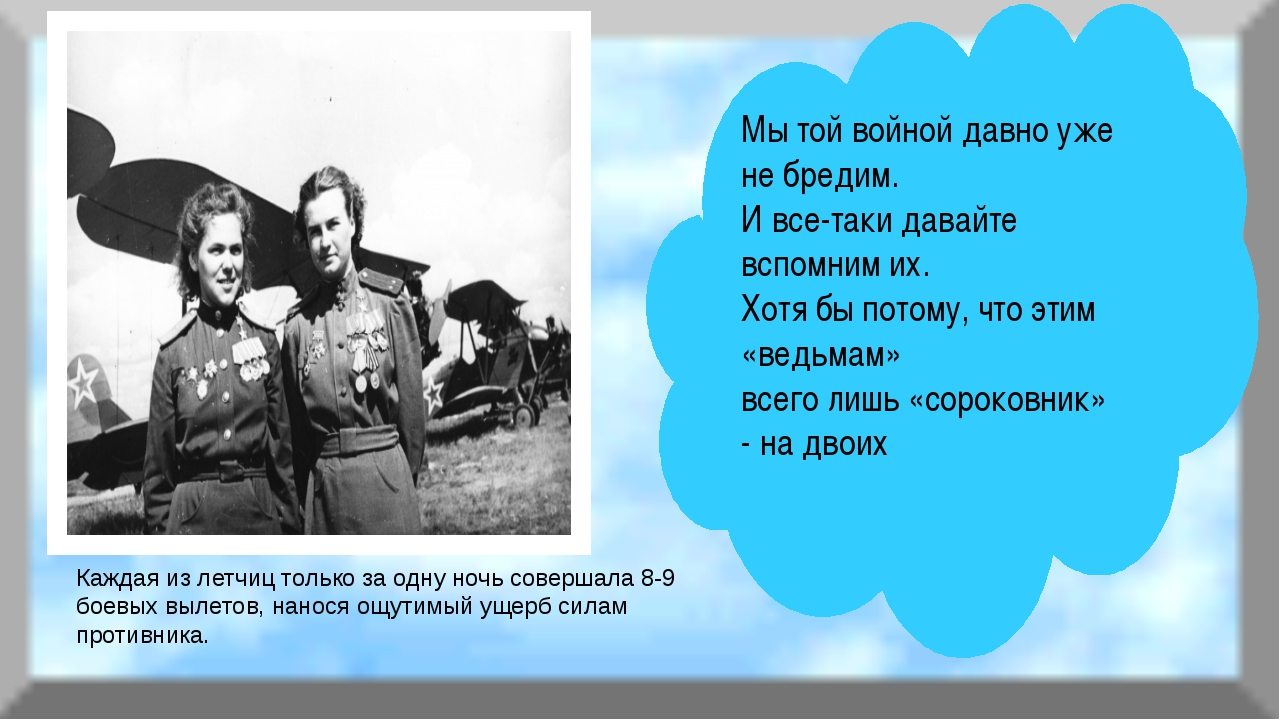 Мы той войной давно уже
не бредим.
И все-таки давайте
вспомним их.
Хотя бы потому, что этим
«ведьмам»
всего лишь «сороковник»
- на двоих
Каждая из летчиц только за одну ночь совершала 8-9
боевых вылетов, нанося ощутимый ущерб силам
противника.